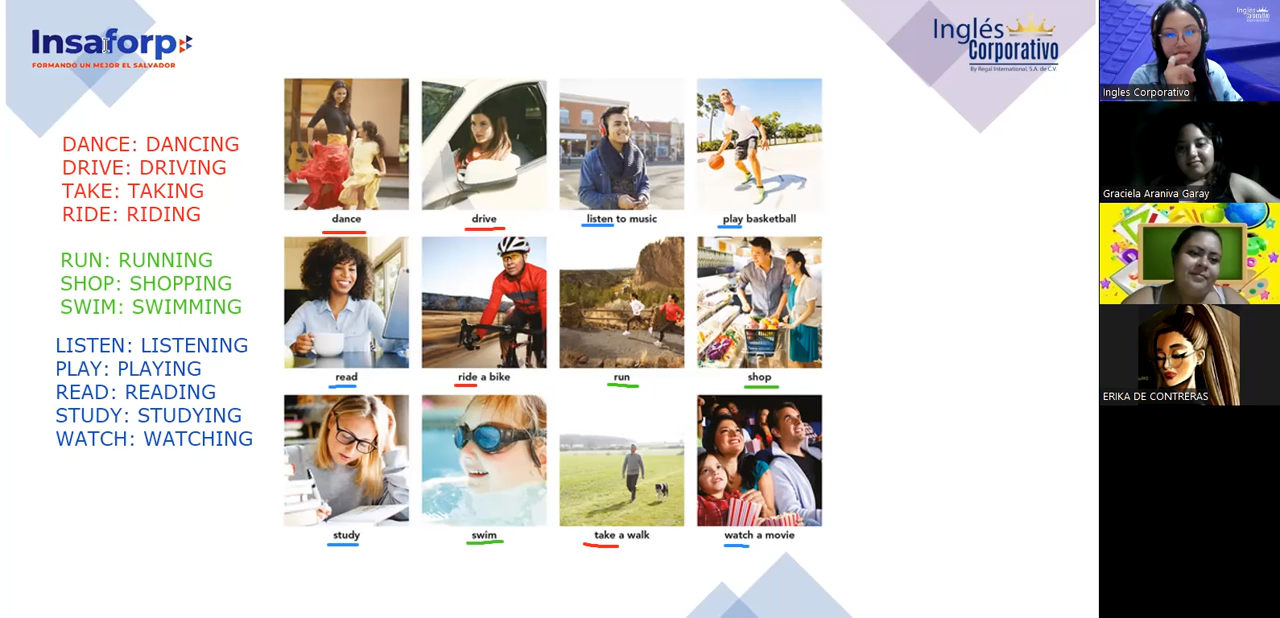 Insaforp
FORMANDO UN MEJOR EL SALVADOR
Inglés
Corporativo
By Regal International, S.A. de C.V.
DANCE: DANCING
DRIVE: DRIVING
TAKE: TAKING
RIDE: RIDING
RUN: RUNNING
SHOP: SHOPPING
SWIM: SWIMMING
LISTEN: LISTENING
PLAY: PLAYING
READ: READING
STUDY: STUDYING
WATCH: WATCHING
dance
drive
listen to music
play basketball
read
ride a bike
run
shop
study
swim
take a walk
watch a movie
Inglés
Corporativo
Ingles Corporativo
Graciela Araniva Garay
ERIKA DE CONTRERAS